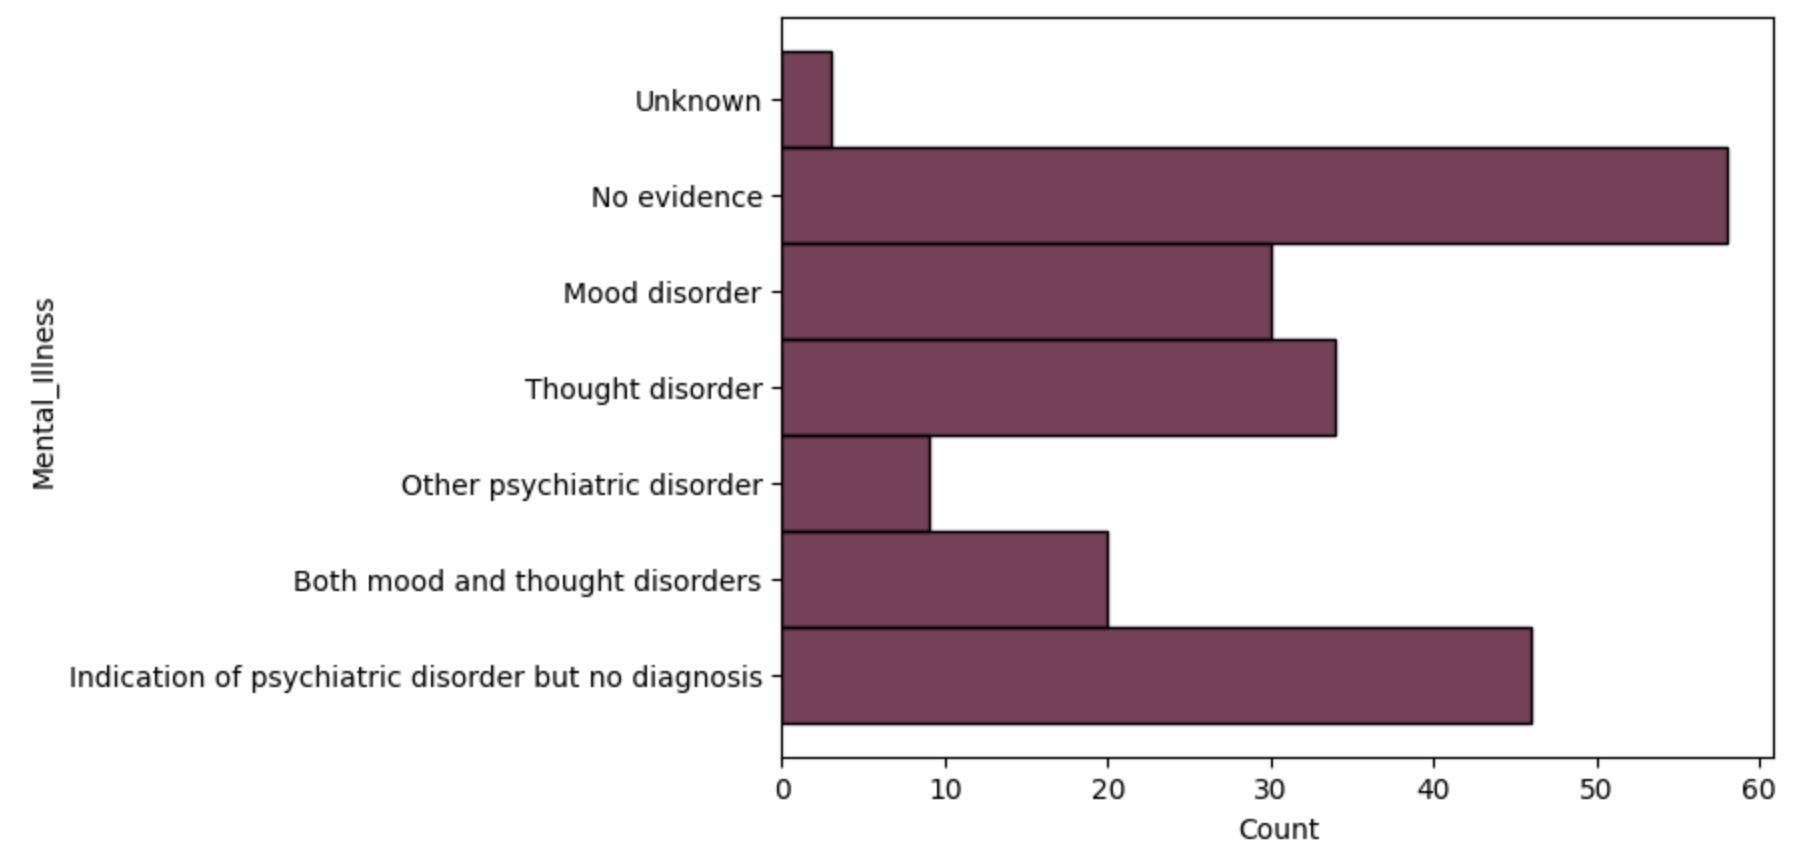 Unknown
No evidence
Mood disorder
Thought disorder
Other psychiatric disorder
Both mood and thought disorders
Indication of psychiatric disorder but no diagnosis
Mental_Illness
0 10 20 30 40 50 60
Count